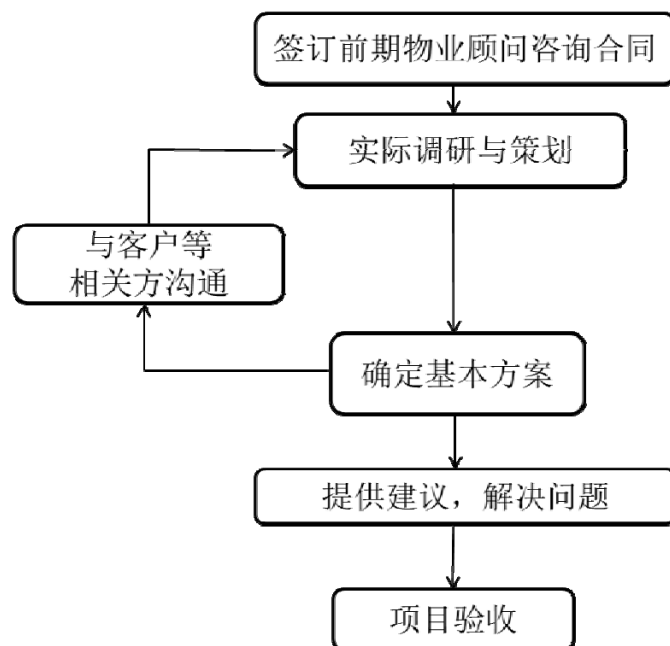 签订前期物业顾问咨询合同
实际调研与策划
与客户等
相关方沟通
确定基本方案
提供建议，解决问题
项目验收